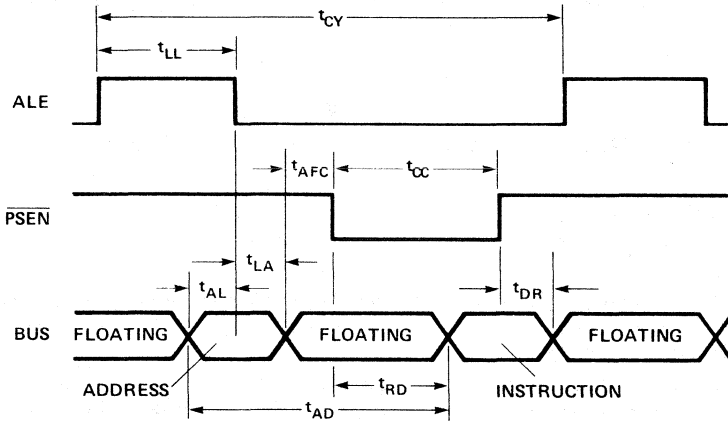 tCY
tLL
ALE
tAFC
tCC
PSEN
tLA
tAL
tDR
BUS
FLOATING
FLOATING
FLOATING
ADDRESS
tRD
INSTRUCTION
tAD